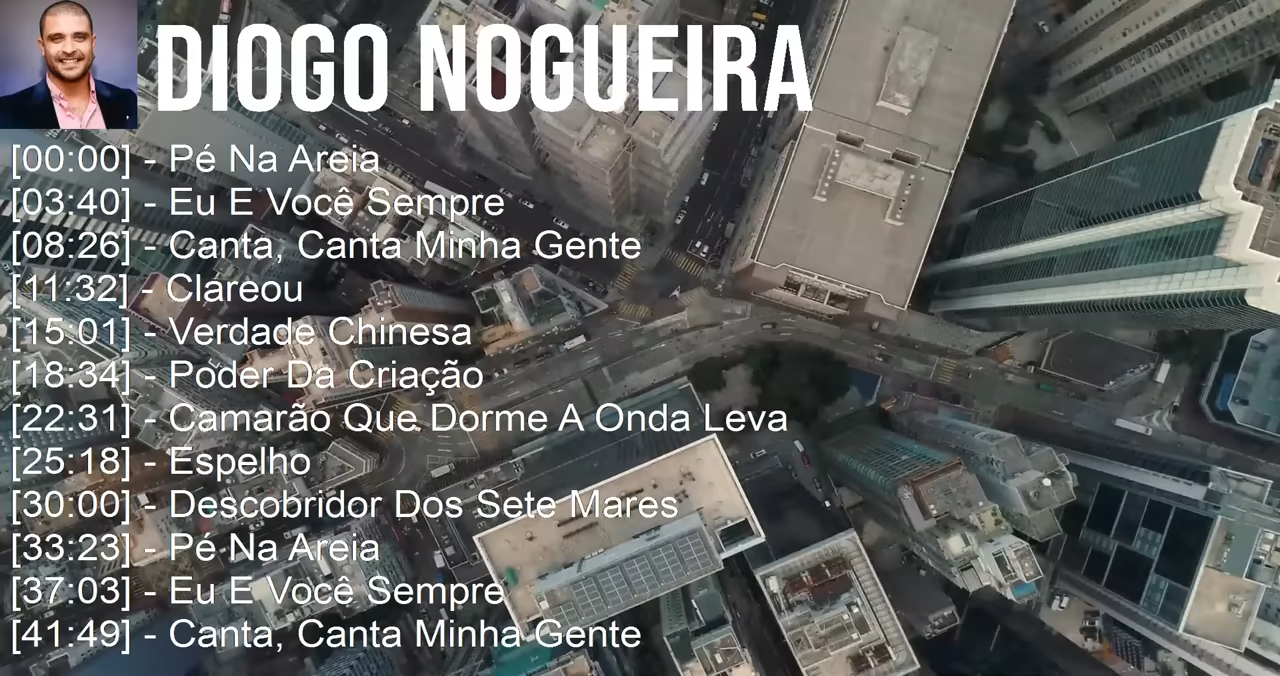 DIOGO NOGUEIRA
[00:00] - Pé Na Areia
[03:40] - Eu E Você Sempre
[08:26] - Canta, Canta Minha Gente
[11:32] - Clareou
[15:01] - Verdade Chinesa
[18:34] - Poder Da Criação
[22:31] - Camarão Que Dorme A Onda Leva
[25:18] - Espelho
[30:00] - Descobridor Dos Sete Mares
[33:23] - Pé Na Areia
[37:03] - Eu E Você Sempre
[41:49] - Canta, Canta Minha Gente